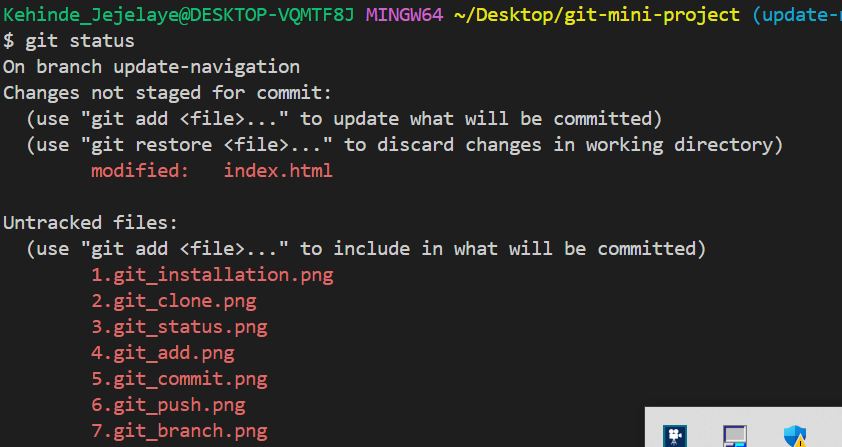 Kehinde_Jejelaye@DESKTOP-VQMTF8J MINGW64 ~/Desktop/git-mini-project (update-
$ git status
On branch update-navigation
Changes not staged for commit:
  (use "git add <file>..." to update what will be committed)
  (use "git restore <file>..." to discard changes in working directory)
        modified:   index.html

Untracked files:
  (use "git add <file>..." to include in what will be committed)
        1.git_installation.png
        2.git_clone.png
        3.git_status.png
        4.git_add.png
        5.git_commit.png
        6.git_push.png
        7.git_branch.png